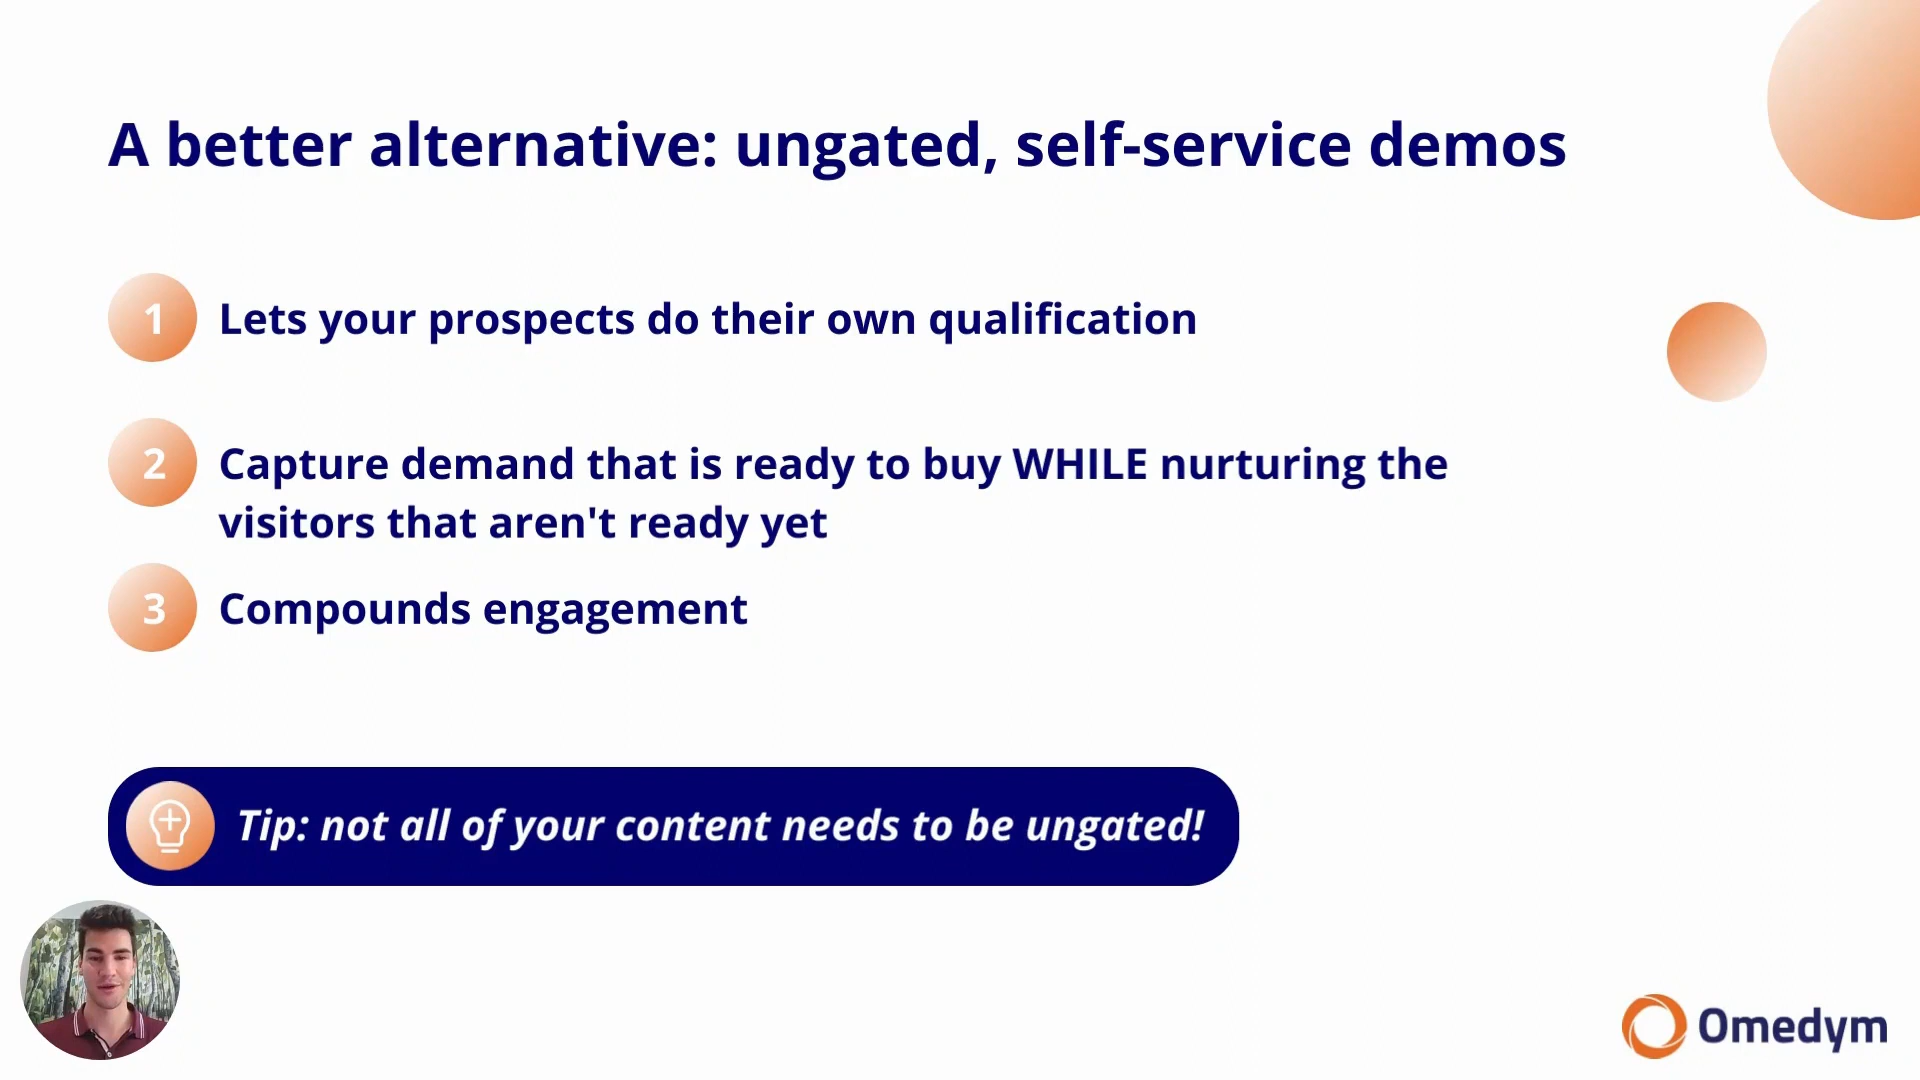 A better alternative: ungated, self-service demos
1
Lets your prospects do their own qualification
2
Capture demand that is ready to buy WHILE nurturing the
visitors that aren't ready yet
3
Compounds engagement
Tip: not all of your content needs to be ungated!
Omedym